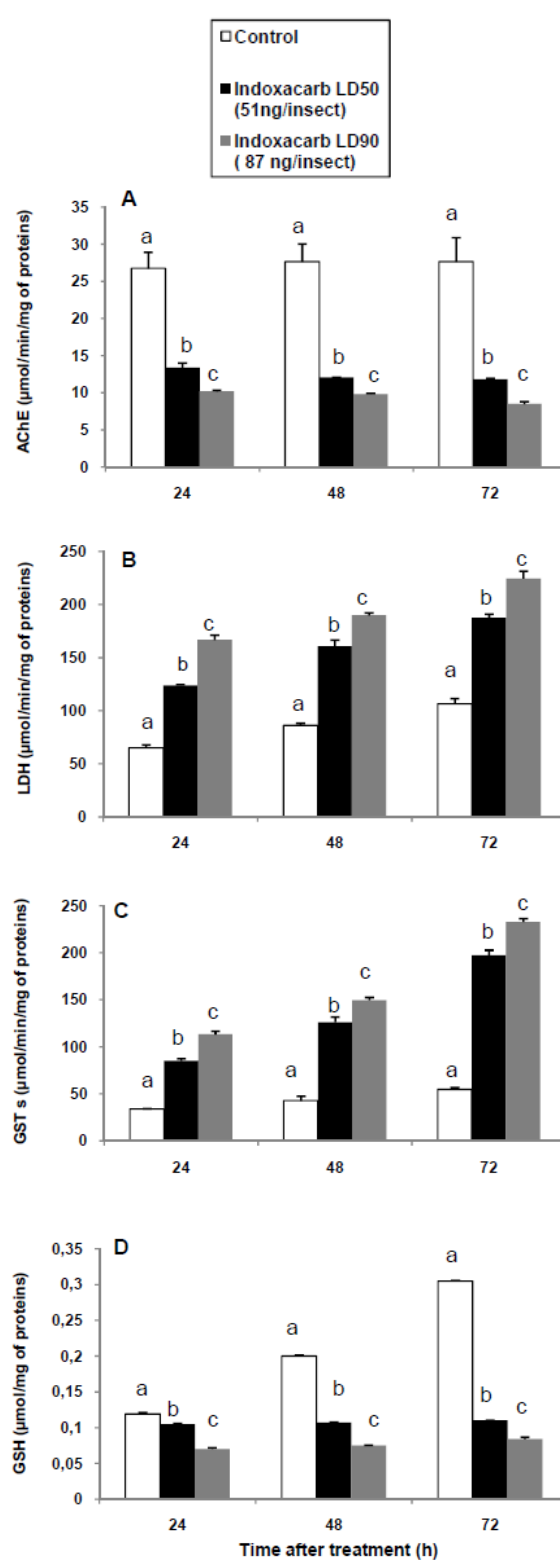 Control
Indoxacarb LD50
(51ng/insect)
Indoxacarb LD90
( 87 ng/insect)
A
AChE (µmol/min/mg of proteins)
35
30
25
20
15
10
5
0
a
b
c
a
b
c
a
b
c
24
48
72
B
LDH (µmol/min/mg of proteins)
250
200
150
100
50
0
a
b
c
a
b
c
a
b
c
24
48
72
C
GST s (µmol/min/mg of proteins)
250
200
150
100
50
0
a
b
c
a
b
c
a
b
c
24
48
72
D
GSH (µmol/mg of proteins)
0,35
0,3
0,25
0,2
0,15
0,1
0,05
0
a
b
c
a
b
c
a
b
c
24
48
72
Time after treatment (h)